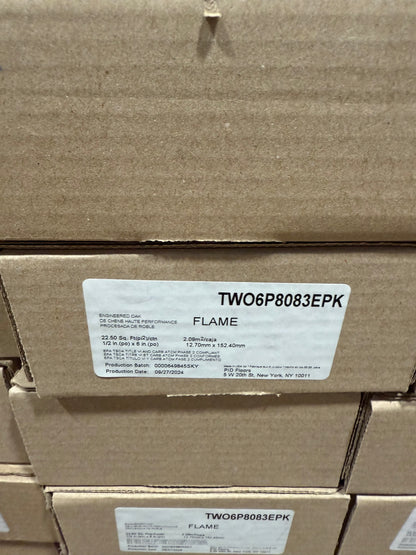 TWO6P8083EPK
ENGINEERED OAK
DE CHENE HAUTE PERFORMANCE
PROCESADA DE ROBLE
FLAME
22.50 Sq. Ft/pi²/ctn 2.09m²/caja
1/2 in.(po) x 6 in.(po) 12.70mm x 152.40mm
EPA TSCA TITLE VI AND CARB ATOM PHASE 2 COMPLIANT
EPA TSCA TITRE VI ET CARB ATCM PHASE 2 CONFORMES
EPA TSCA TITULO VI Y CARB ATCM FASE 2 CUMPLIMIENTO
Production Batch: 0000649845SKY
Production Date: 09/27/2024
PID Floors
5 W 20th St, New York, NY 10011
TWO6P8083EPK
FLAME